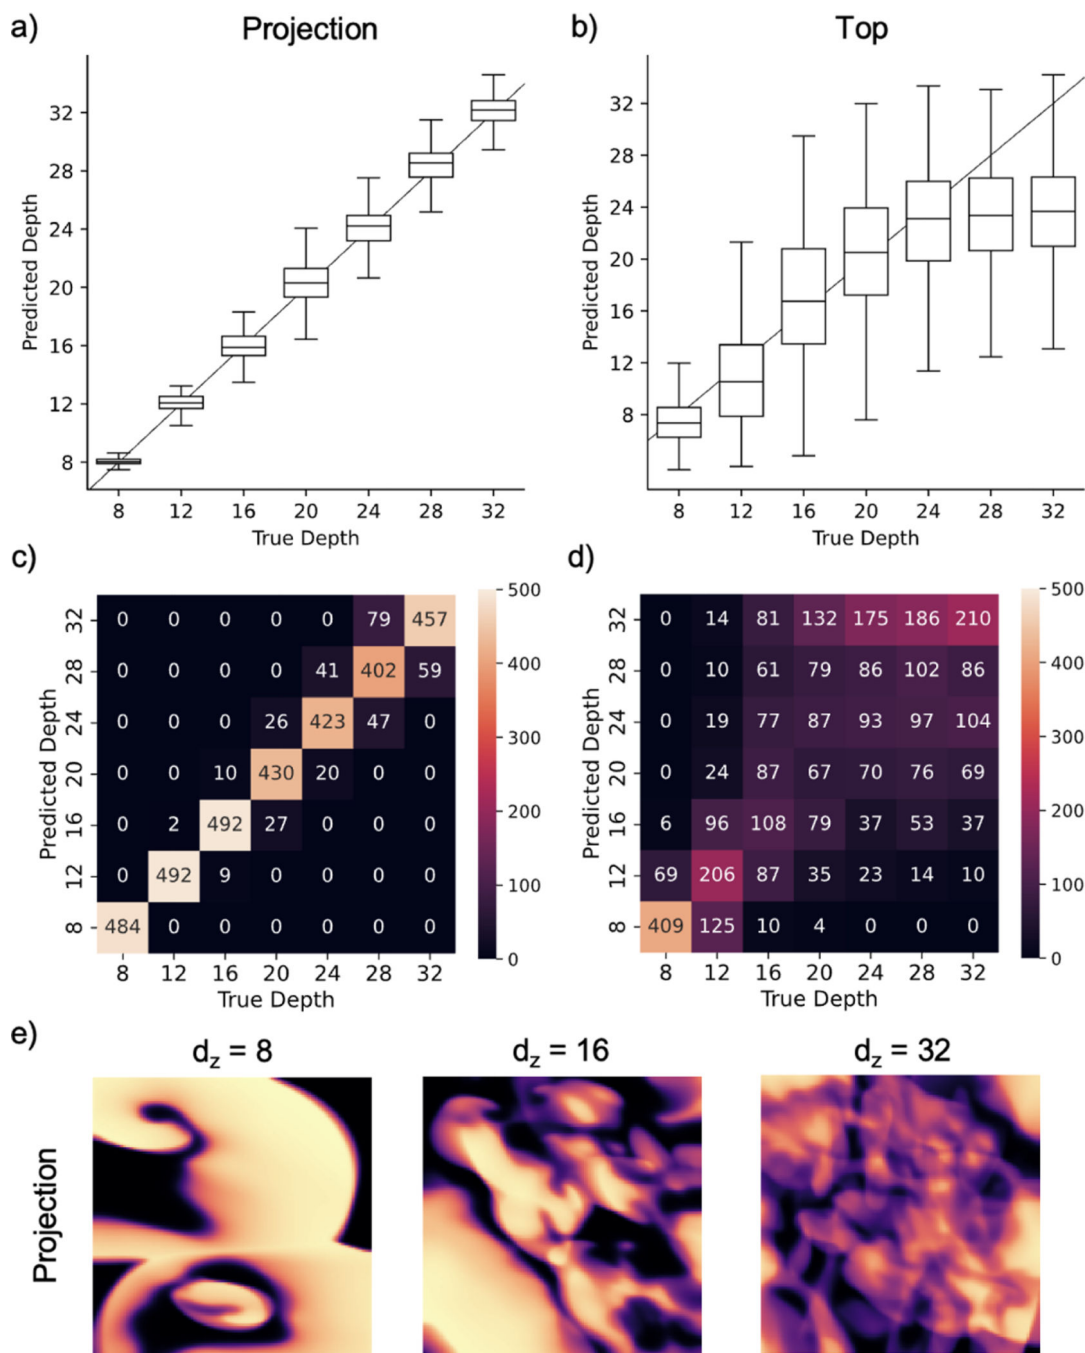 a) Projection
b) Top
Predicted Depth
32
28
24
20
16
12
8
8 12 16 20 24 28 32
True Depth
Predicted Depth
32
28
24
20
16
12
8
8 12 16 20 24 28 32
True Depth
c)
Predicted Depth
32 0 0 0 0 0 79 457
28 0 0 0 0 41 402 59
24 0 0 0 26 423 47 0
20 0 0 10 430 20 0 0
16 0 2 492 27 0 0 0
12 0 492 9 0 0 0 0
8 484 0 0 0 0 0 0
8 12 16 20 24 28 32
True Depth
500
400
300
200
100
0
d)
Predicted Depth
32 0 14 81 132 175 186 210
28 0 10 61 79 86 102 86
24 0 19 77 87 93 97 104
20 0 24 87 67 70 76 69
16 6 96 108 79 37 53 37
12 69 206 87 35 23 14 10
8 409 125 10 4 0 0 0
8 12 16 20 24 28 32
True Depth
500
400
300
200
100
0
e)
d_z = 8
d_z = 16
d_z = 32
Projection